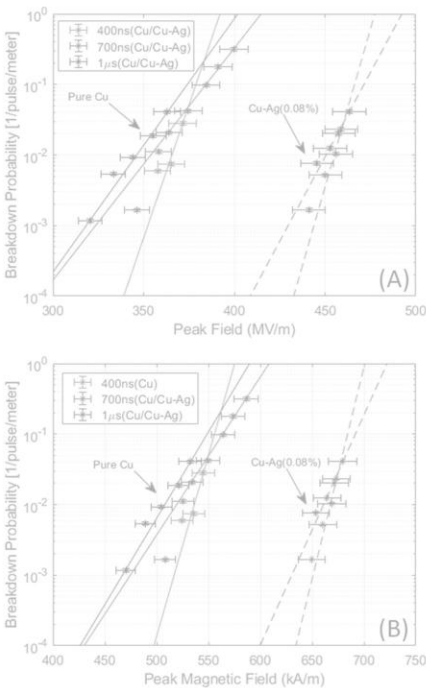 10⁰
400ns(Cu/Cu-Ag)
700ns(Cu/Cu-Ag)
1μs(Cu/Cu-Ag)
10⁻¹
Pure Cu
Cu-Ag(0.08%)
10⁻²
10⁻³
10⁻⁴
Breakdown Probability [1/pulse/meter]
(A)
300 350 400 450 500
Peak Field (MV/m)
10⁰
400ns(Cu)
700ns(Cu/Cu-Ag)
1μs(Cu/Cu-Ag)
10⁻¹
Pure Cu
Cu-Ag(0.08%)
10⁻²
10⁻³
10⁻⁴
Breakdown Probability [1/pulse/meter]
(B)
400 450 500 550 600 650 700 750
Peak Magnetic Field (kA/m)